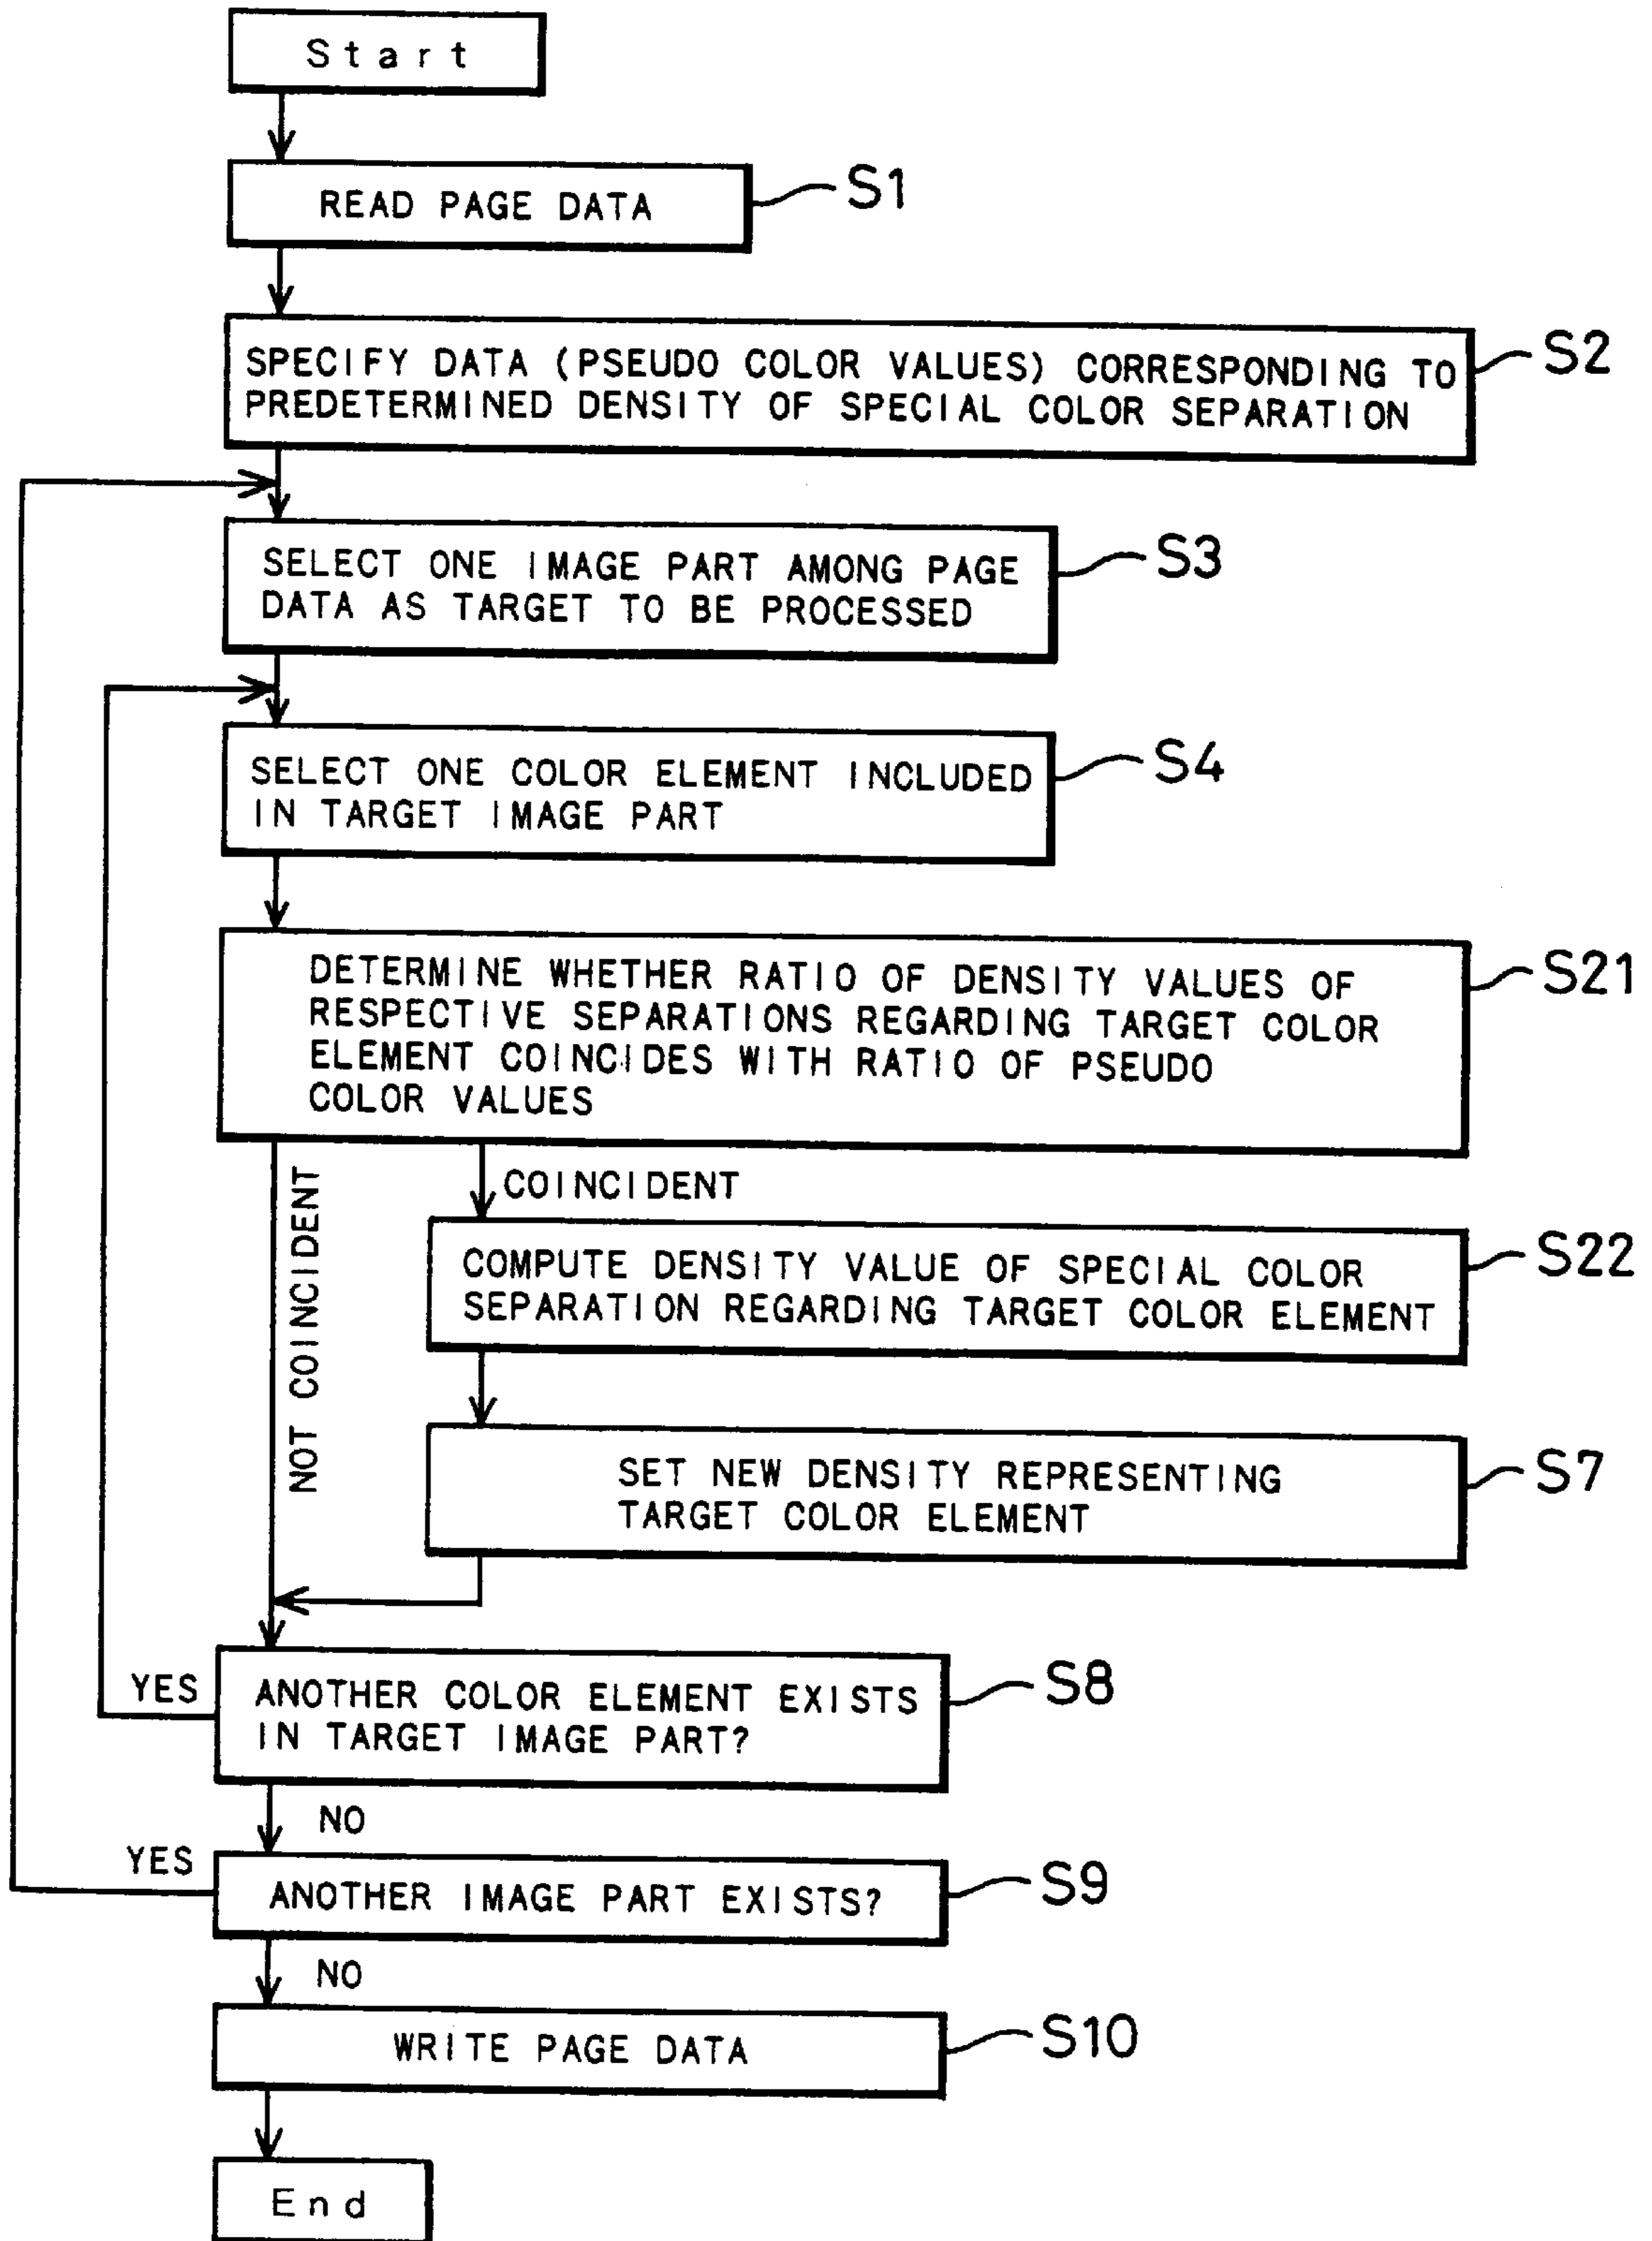 Start
READ PAGE DATA
S1
SPECIFY DATA (PSEUDO COLOR VALUES) CORRESPONDING TO
PREDETERMINED DENSITY OF SPECIAL COLOR SEPARATION
S2
SELECT ONE IMAGE PART AMONG PAGE
DATA AS TARGET TO BE PROCESSED
S3
SELECT ONE COLOR ELEMENT INCLUDED
IN TARGET IMAGE PART
S4
DETERMINE WHETHER RATIO OF DENSITY VALUES OF
RESPECTIVE SEPARATIONS REGARDING TARGET COLOR
ELEMENT COINCIDES WITH RATIO OF PSEUDO
COLOR VALUES
S21
NOT COINCIDENT
COINCIDENT
COMPUTE DENSITY VALUE OF SPECIAL COLOR
SEPARATION REGARDING TARGET COLOR ELEMENT
S22
SET NEW DENSITY REPRESENTING
TARGET COLOR ELEMENT
S7
YES
ANOTHER COLOR ELEMENT EXISTS
IN TARGET IMAGE PART?
S8
NO
YES
ANOTHER IMAGE PART EXISTS?
S9
NO
WRITE PAGE DATA
S10
End